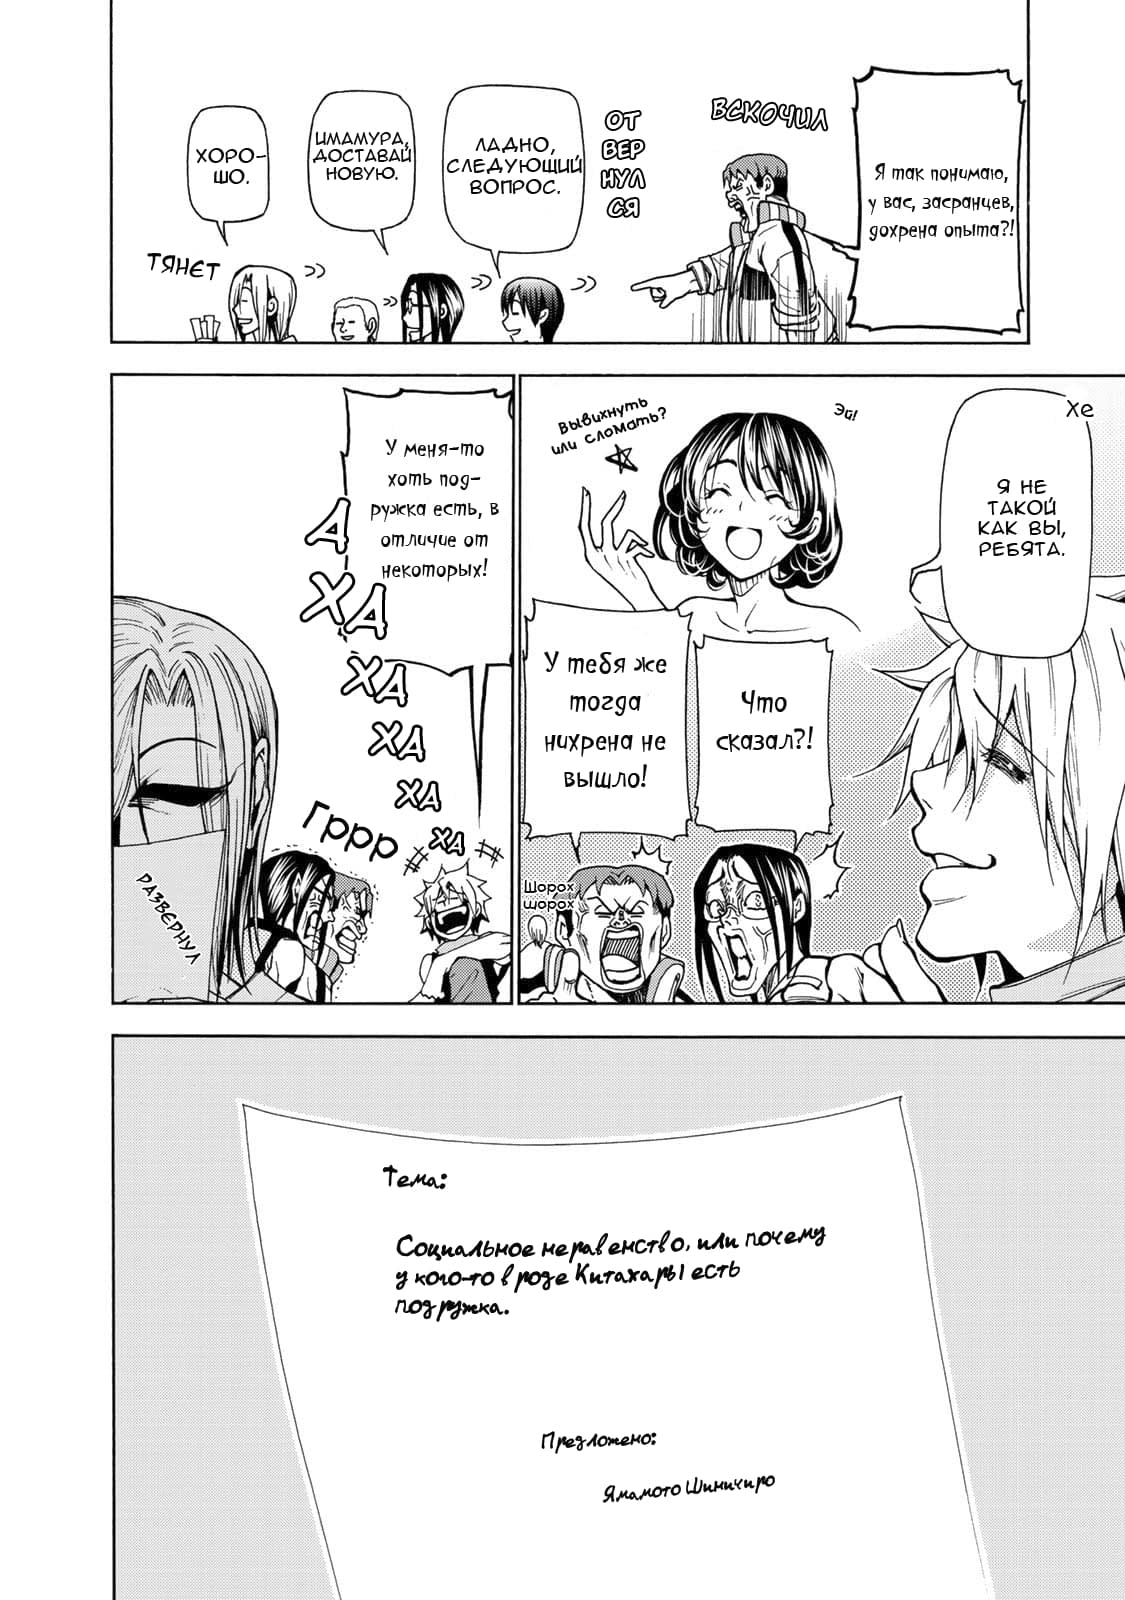 ВСКОЧИЛ
Я так понимаю,
у вас, засранцев,
дохрена опыта?!
ОТ
ВЕР
НУЛ
СЯ
ЛАДНО,
СЛЕДУЮЩИЙ
ВОПРОС.
ИМАМУРА,
ДОСТАВАЙ
НОВУЮ.
ХОРО-
ШО.
ТЯНЕТ
Хе
Я НЕ
ТАКОЙ
КАК ВЫ,
РЕБЯТА.
Эй!
Вывихнуть
или сломать?
Что
сказал?!
У тебя же
тогда
нихрена не
вышло!
Шорох
шорох
У меня-то
хоть под-
ружка есть, в
отличие от
некоторых!
А
ХА
ХА
ХА
ХА
ХА
Гррр
РАЗВЕРНУЛ
Тема:
Социальное неравенство, или почему
у кого-то вроде Китахары есть
подружка.
Предложено:
Ямамото Шиничиро